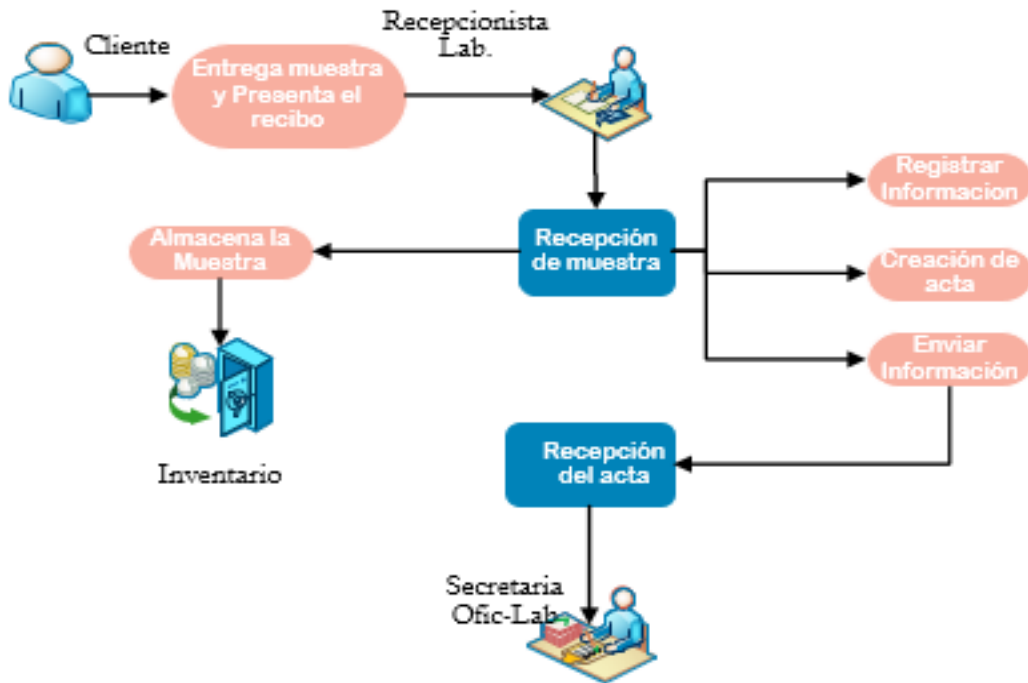 Cliente
Recepcionista
Lab.
Entrega muestra
y Presenta el
recibo
Registrar
Informacion
Almacena la
Muestra
Recepción
de muestra
Creación de
acta
Enviar
Información
Inventario
Recepción
del acta
Secretaria
Ofic-Lab